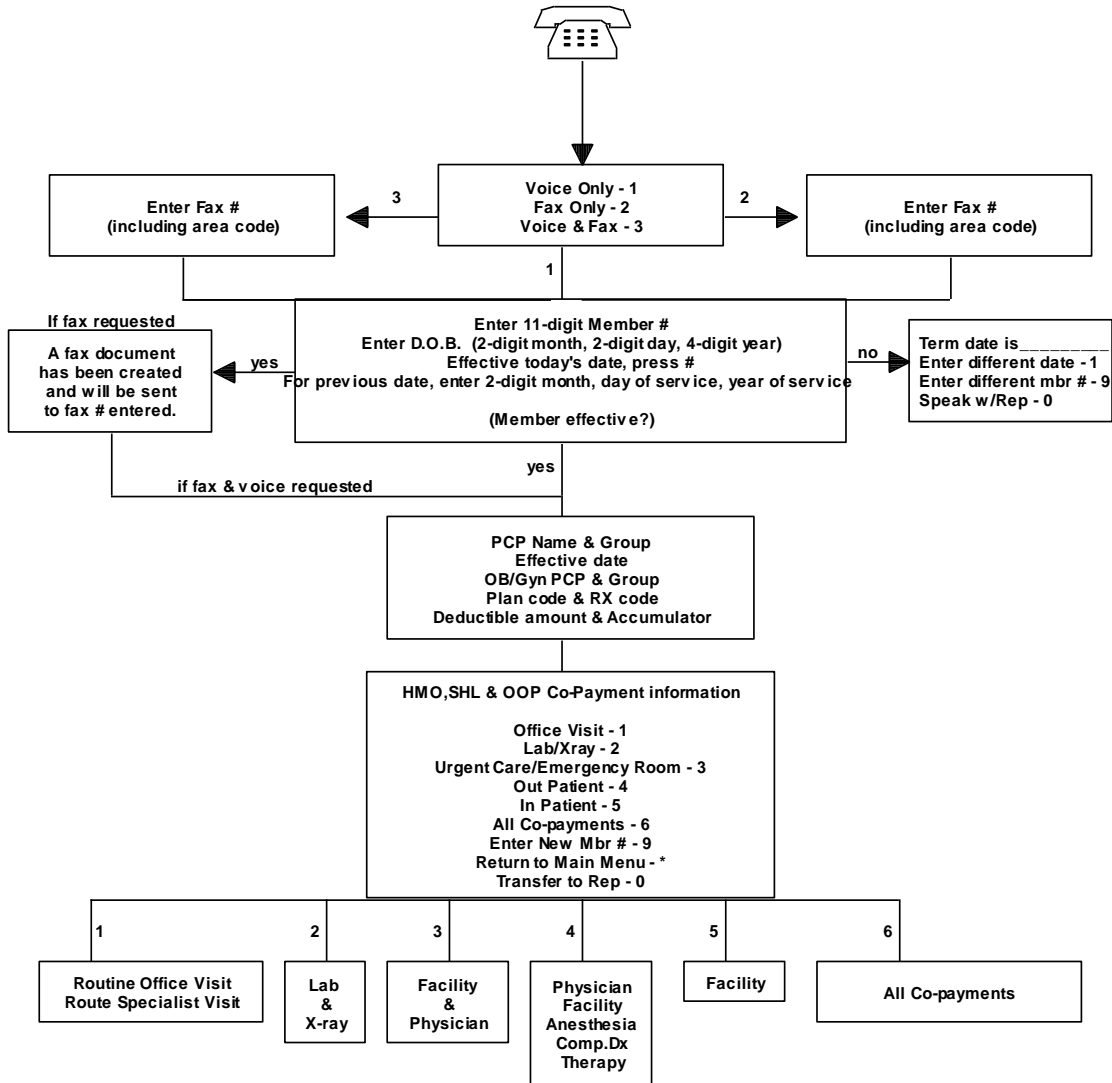 Voice Only - 1
Fax Only - 2
Voice & Fax - 3
3
2
1
Enter Fax #
(including area code)
Enter Fax #
(including area code)
Enter 11-digit Member #
Enter D.O.B. (2-digit month, 2-digit day, 4-digit year)
Effective today's date, press #
For previous date, enter 2-digit month, day of service, year of service
(Member effective?)
If fax requested
A fax document
has been created
and will be sent
to fax # entered.
yes
no
Term date is_________
Enter different date - 1
Enter different mbr # - 9
Speak w/Rep - 0
yes
if fax & voice requested
PCP Name & Group
Effective date
OB/Gyn PCP & Group
Plan code & RX code
Deductible amount & Accumulator
HMO,SHL & OOP Co-Payment information
Office Visit - 1
Lab/Xray - 2
Urgent Care/Emergency Room - 3
Out Patient - 4
In Patient - 5
All Co-payments - 6
Enter New Mbr # - 9
Return to Main Menu - *
Transfer to Rep - 0
1
2
3
4
5
6
Routine Office Visit
Route Specialist Visit
Lab
&
X-ray
Facility
&
Physician
Physician
Facility
Anesthesia
Comp.Dx
Therapy
Facility
All Co-payments